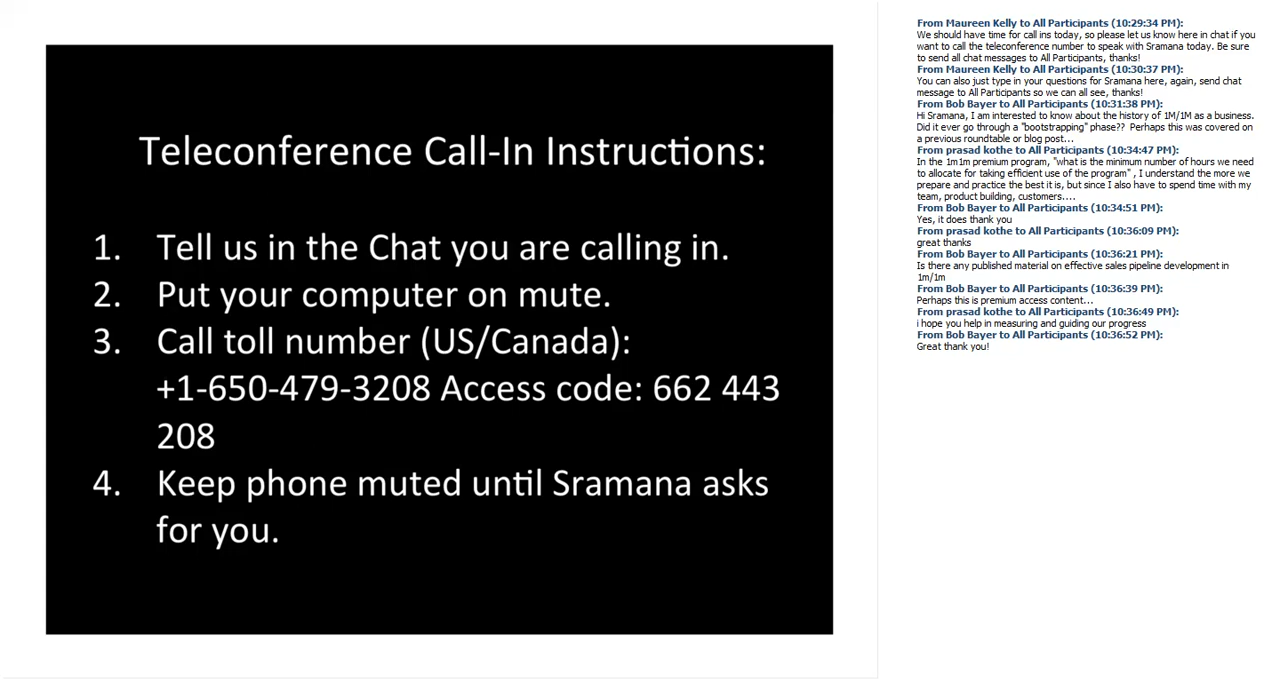 Teleconference Call-In Instructions:
1. Tell us in the Chat you are calling in.
2. Put your computer on mute.
3. Call toll number (US/Canada):
+1-650-479-3208 Access code: 662 443
208
4. Keep phone muted until Sramana asks
for you.
From Maureen Kelly to All Participants (10:29:34 PM):
We should have time for call ins today, so please let us know here in chat if you
want to call the teleconference number to speak with Sramana today. Be sure
to send all chat messages to All Participants, thanks!
From Maureen Kelly to All Participants (10:30:37 PM):
You can also just type in your questions for Sramana here, again, send chat
message to All Participants so we can all see, thanks!
From Bob Bayer to All Participants (10:31:38 PM):
Hi Sramana, I am interested to know about the history of 1M/1M as a business.
Did it ever go through a "bootstrapping" phase?? Perhaps this was covered on
a previous roundtable or blog post...
From prasad kothe to All Participants (10:34:47 PM):
In the 1m1m premium program, "what is the minimum number of hours we need
to allocate for taking efficient use of the program" , I understand the more we
prepare and practice the best it is, but since I also have to spend time with my
team, product building, customers....
From Bob Bayer to All Participants (10:34:51 PM):
Yes, it does thank you
From prasad kothe to All Participants (10:36:09 PM):
great thanks
From Bob Bayer to All Participants (10:36:21 PM):
Is there any published material on effective sales pipeline development in
1m/1m
From Bob Bayer to All Participants (10:36:39 PM):
Perhaps this is premium access content...
From prasad kothe to All Participants (10:36:49 PM):
i hope you help in measuring and guiding our progress
From Bob Bayer to All Participants (10:36:52 PM):
Great thank you!